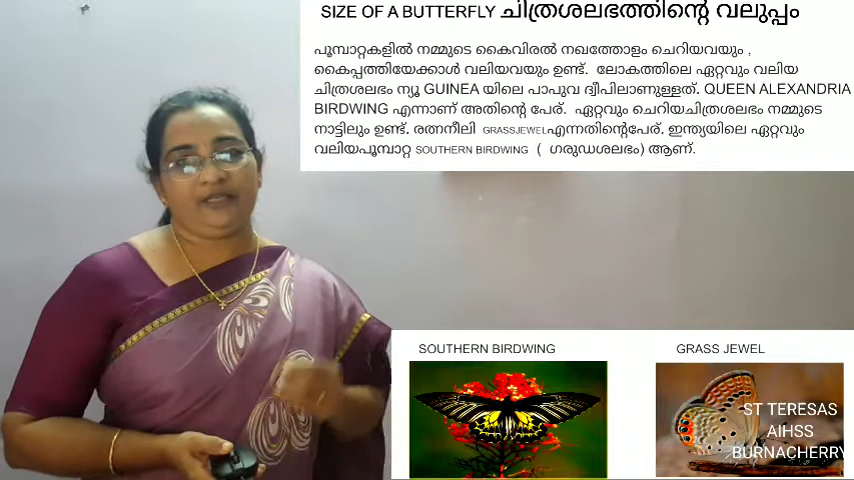 SIZE OF A BUTTERFLY ചിത്രശലഭത്തിന്റെ വലുപ്പം
പൂമ്പാറ്റകളിൽ നമ്മുടെ കൈവിരൽ നഖത്തോളം ചെറിയവയും ,
കൈപ്പത്തിയേക്കാൾ വലിയവയും ഉണ്ട്. ലോകത്തിലെ ഏറ്റവും വലിയ
ചിത്രശലഭം ന്യൂ GUINEA യിലെ പാപുവ ദ്വീപിലാണുള്ളത്. QUEEN ALEXANDRIA
BIRDWING എന്നാണ് അതിന്റെ പേര്. ഏറ്റവും ചെറിയചിത്രശലഭം നമ്മുടെ
നാട്ടിലും ഉണ്ട്. രത്നനീലി GRASSJEWELഎന്നതിന്റെപേര്. ഇന്ത്യയിലെ ഏറ്റവും
വലിയപൂമ്പാറ്റ SOUTHERN BIRDWING ( ഗരുഡശലഭം) ആണ്.
SOUTHERN BIRDWING
GRASS JEWEL
ST TERESAS
AIHSS
BURNACHERRY